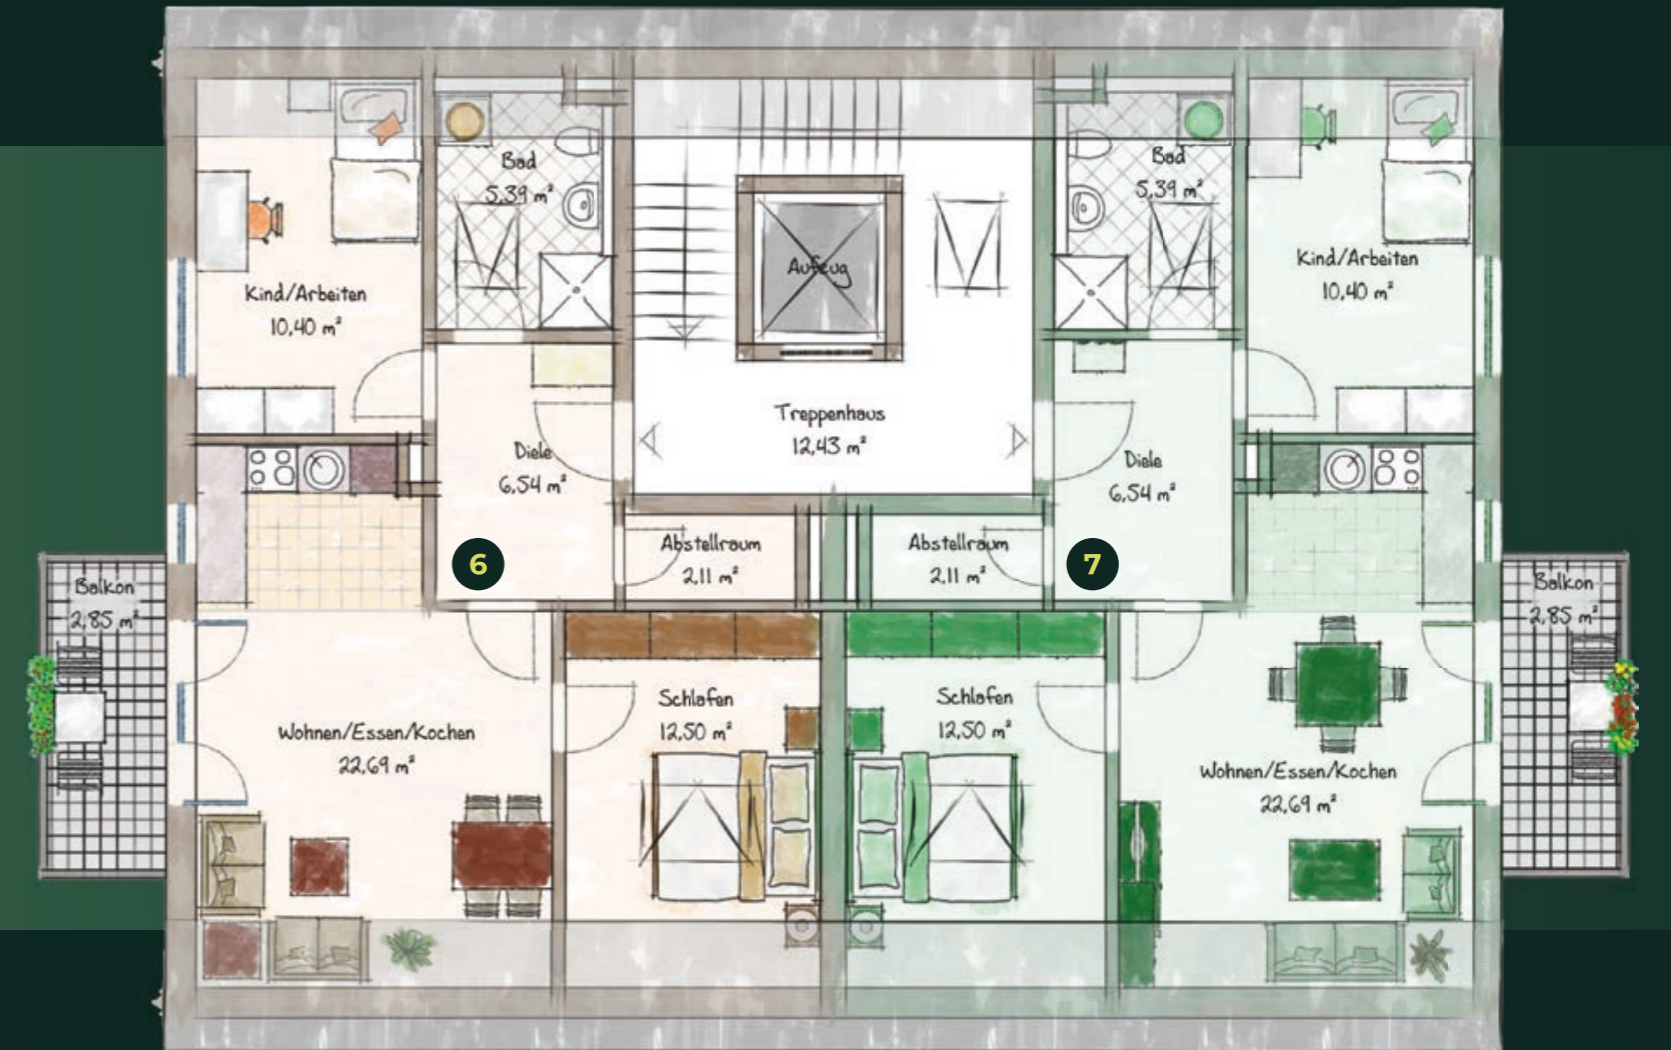 Bad
5,39 m²
Bad
5,39 m²
Aufzug
Kind/Arbeiten
10,40 m²
Kind/Arbeiten
10,40 m²
Treppenhaus
12,43 m²
Diele
6,54 m²
Diele
6,54 m²
Abstellraum
2,11 m²
Abstellraum
2,11 m²
6
7
Balkon
2,85 m²
Balkon
2,85 m²
Wohnen/Essen/Kochen
22,69 m²
Schlafen
12,50 m²
Schlafen
12,50 m²
Wohnen/Essen/Kochen
22,69 m²